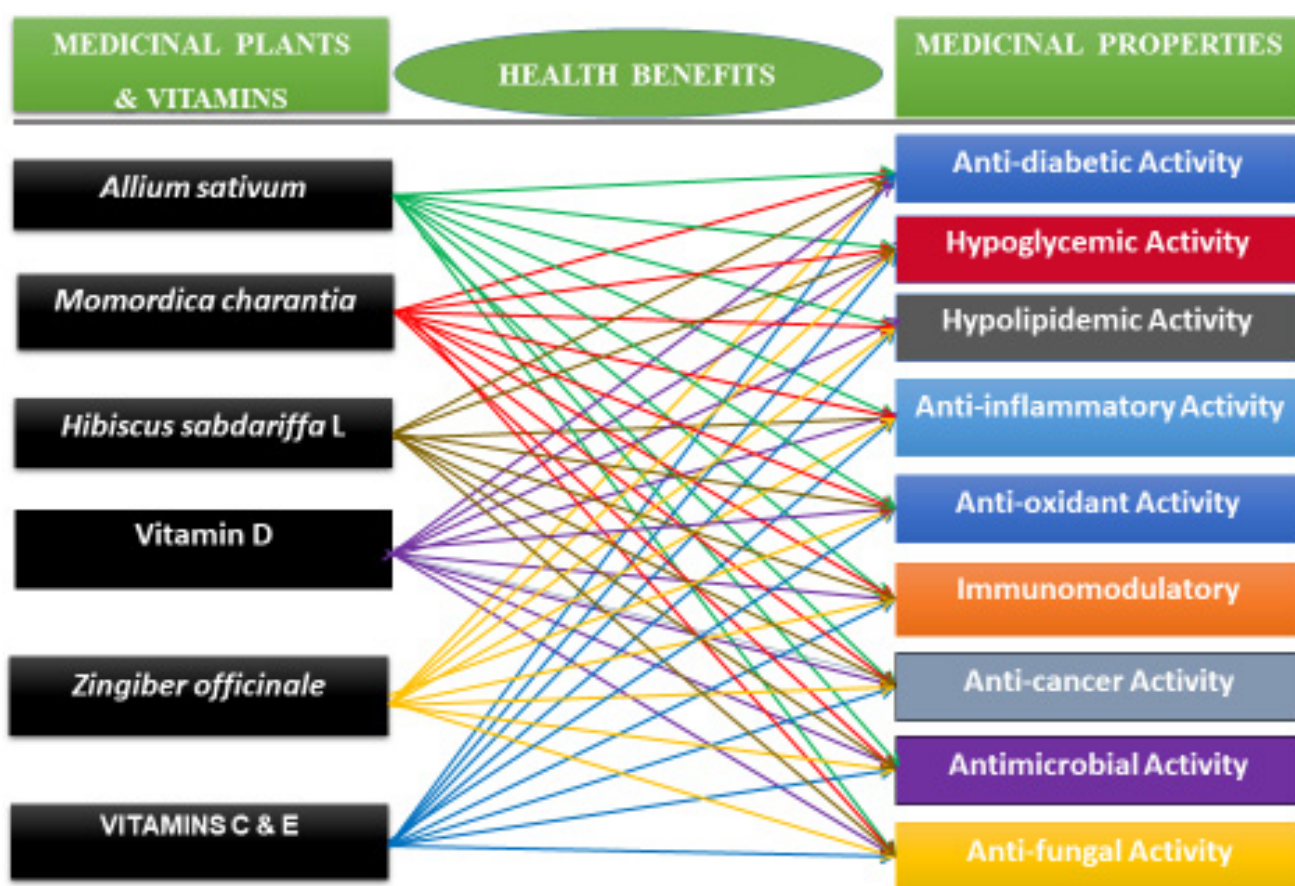 MEDICINAL PLANTS
& VITAMINS
HEALTH BENEFITS
MEDICINAL PROPERTIES
Allium sativum
Momordica charantia
Hibiscus sabdariffa L
Vitamin D
Zingiber officinale
VITAMINS C & E
Anti-diabetic Activity
Hypoglycemic Activity
Hypolipidemic Activity
Anti-inflammatory Activity
Anti-oxidant Activity
Immunomodulatory
Anti-cancer Activity
Antimicrobial Activity
Anti-fungal Activity